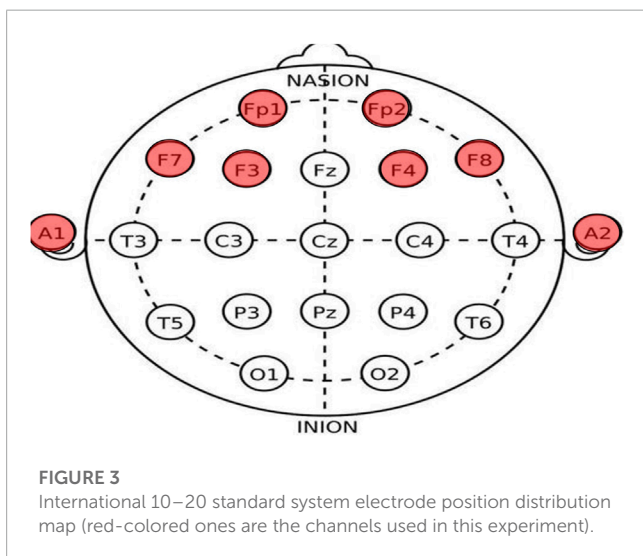 NASION
Fp1 Fp2
F7 F3 Fz F4 F8
A1 T3 C3 Cz C4 T4 A2
T5 P3 Pz P4 T6
O1 O2
INION
FIGURE 3
International 10–20 standard system electrode position distribution
map (red-colored ones are the channels used in this experiment).